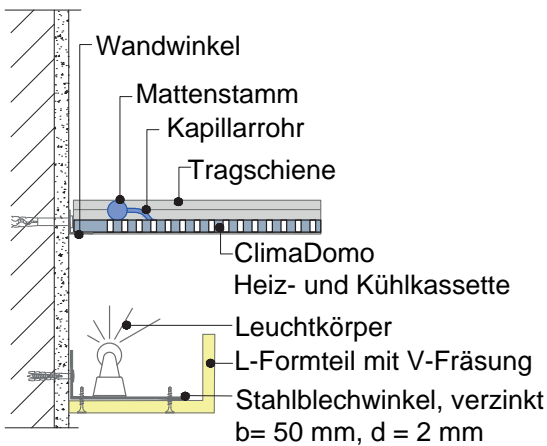 Wandwinkel
Mattenstamm
Kapillarrohr
Tragschiene
ClimaDomo
Heiz- und Kühlkassette
Leuchtkörper
L-Formteil mit V-Fräsung
Stahlblechwinkel, verzinkt
b= 50 mm, d = 2 mm